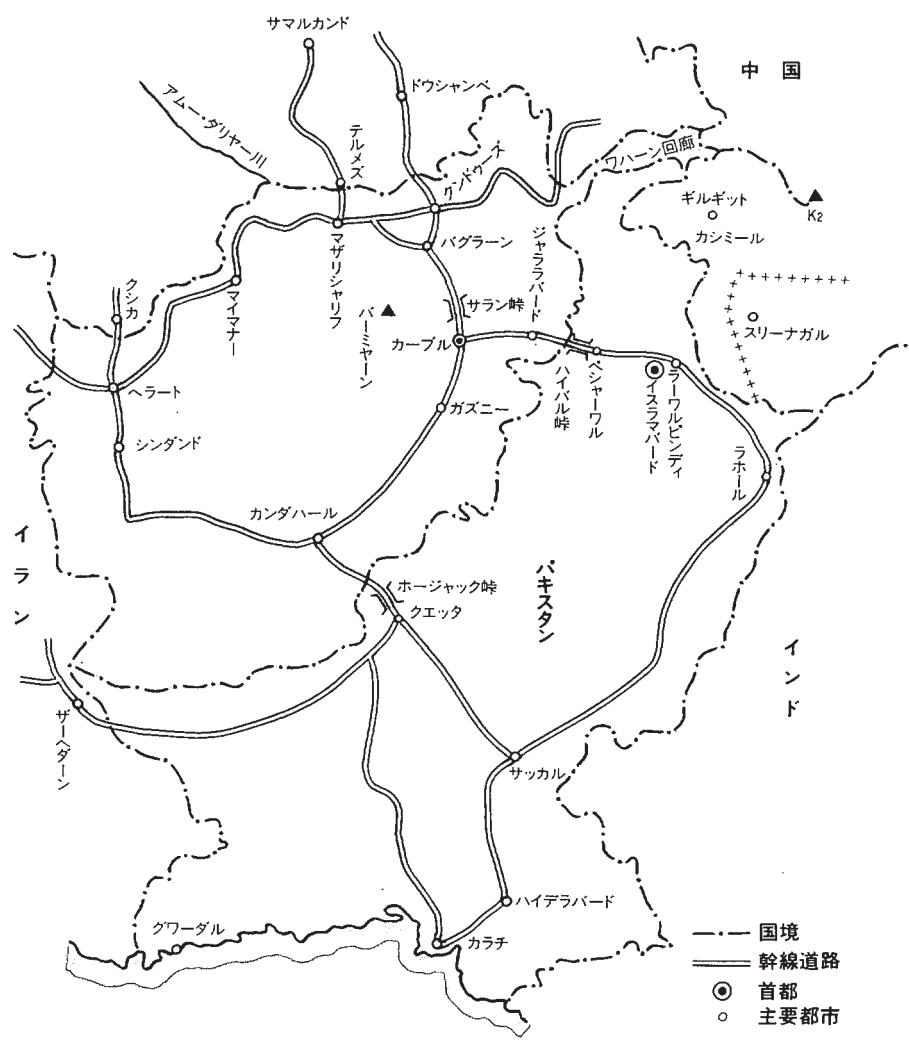 サマルカンド
中国
ドウシャンベ
アムー・ダリヤー川
テルメズ
クンドゥーズ
ワハーン回廊
K2
ギルギット
カシミール
マザリシャリフ
バグラーン
ジャララバード
クシカ
マイマナー
バーミヤーン
サラン峠
スリーナガル
カーブル
ヘラート
ハイバル峠
ペシャーワル
イスラマバード
ラーワルピンディ
ガズニー
シンダンド
ラホール
カンダハール
イラン
パキスタン
ホージャック峠
クエッタ
インド
ザーヘダーン
サッカル
ハイデラバード
グワーダル
カラチ
国境
幹線道路
首都
主要都市